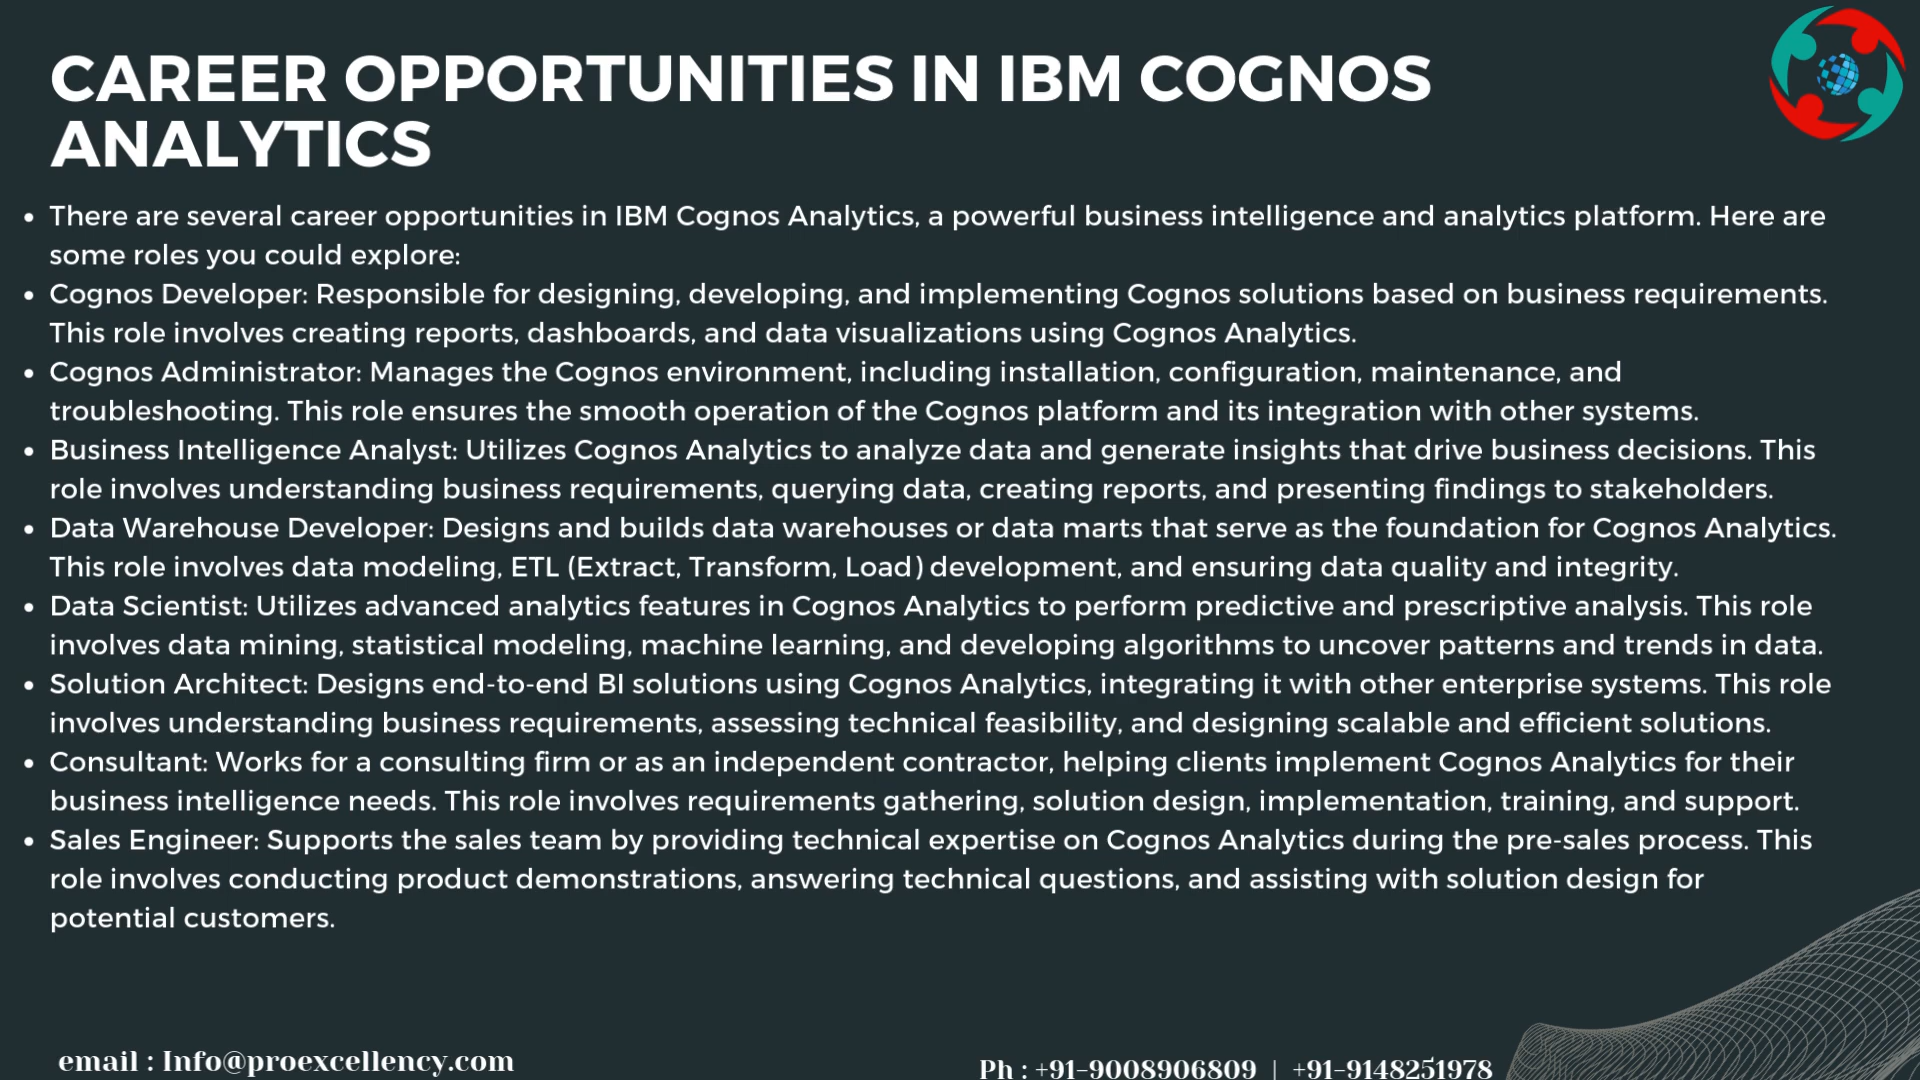 CAREER OPPORTUNITIES IN IBM COGNOS
ANALYTICS
• There are several career opportunities in IBM Cognos Analytics, a powerful business intelligence and analytics platform. Here are
some roles you could explore:
• Cognos Developer: Responsible for designing, developing, and implementing Cognos solutions based on business requirements.
This role involves creating reports, dashboards, and data visualizations using Cognos Analytics.
• Cognos Administrator: Manages the Cognos environment, including installation, configuration, maintenance, and
troubleshooting. This role ensures the smooth operation of the Cognos platform and its integration with other systems.
• Business Intelligence Analyst: Utilizes Cognos Analytics to analyze data and generate insights that drive business decisions. This
role involves understanding business requirements, querying data, creating reports, and presenting findings to stakeholders.
• Data Warehouse Developer: Designs and builds data warehouses or data marts that serve as the foundation for Cognos Analytics.
This role involves data modeling, ETL (Extract, Transform, Load) development, and ensuring data quality and integrity.
• Data Scientist: Utilizes advanced analytics features in Cognos Analytics to perform predictive and prescriptive analysis. This role
involves data mining, statistical modeling, machine learning, and developing algorithms to uncover patterns and trends in data.
• Solution Architect: Designs end-to-end BI solutions using Cognos Analytics, integrating it with other enterprise systems. This role
involves understanding business requirements, assessing technical feasibility, and designing scalable and efficient solutions.
• Consultant: Works for a consulting firm or as an independent contractor, helping clients implement Cognos Analytics for their
business intelligence needs. This role involves requirements gathering, solution design, implementation, training, and support.
• Sales Engineer: Supports the sales team by providing technical expertise on Cognos Analytics during the pre-sales process. This
role involves conducting product demonstrations, answering technical questions, and assisting with solution design for
potential customers.
email : Info@proexcellency.com
Ph : +91-9008906809 | +91-9148251978